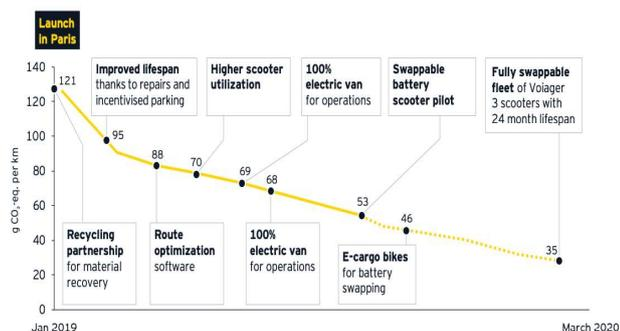 Launch
in Paris
140
120
100
80
60
40
20
0
g CO₂-eq. per km
121
95
88
70
69
68
53
46
35
Improved lifespan
thanks to repairs and
incentivised parking
Higher scooter
utilization
100%
electric van
for operations
Swappable
battery
scooter pilot
Fully swappable
fleet of Voiager
3 scooters with
24 month lifespan
Recycling
partnership
for material
recovery
Route
optimization
software
100%
electric van
for operations
E-cargo bikes
for battery
swapping
Jan 2019
March 2020